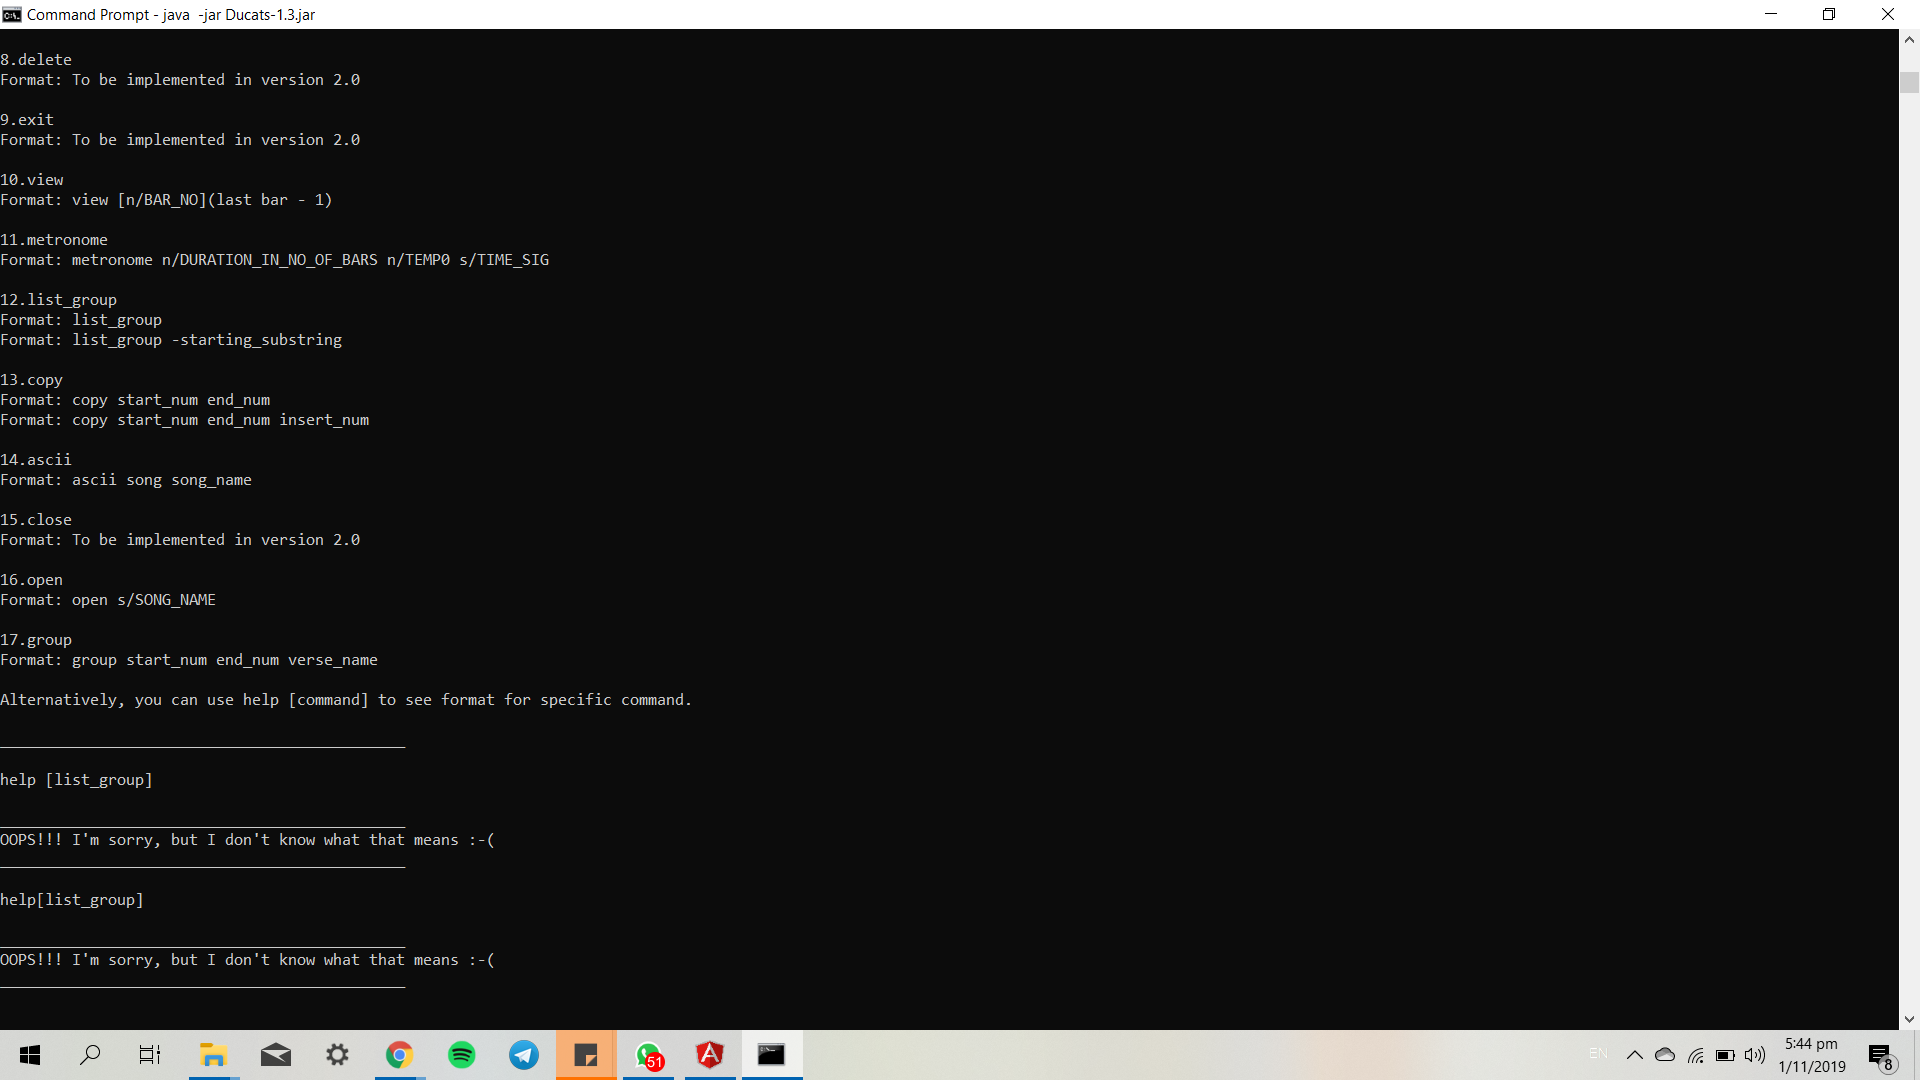 Command Prompt - java  -jar Ducats-1.3.jar
8.delete
Format: To be implemented in version 2.0
9.exit
Format: To be implemented in version 2.0
10.view
Format: view [n/BAR_NO](last bar - 1)
11.metronome
Format: metronome n/DURATION_IN_NO_OF_BARS n/TEMP0 s/TIME_SIG
12.list_group
Format: list_group
Format: list_group -starting_substring
13.copy
Format: copy start_num end_num
Format: copy start_num end_num insert_num
14.ascii
Format: ascii song song_name
15.close
Format: To be implemented in version 2.0
16.open
Format: open s/SONG_NAME
17.group
Format: group start_num end_num verse_name
Alternatively, you can use help [command] to see format for specific command.
help [list_group]
OOPS!!! I'm sorry, but I don't know what that means :-(
help[list_group]
OOPS!!! I'm sorry, but I don't know what that means :-(
51
EN
5:44 pm
1/11/2019
8